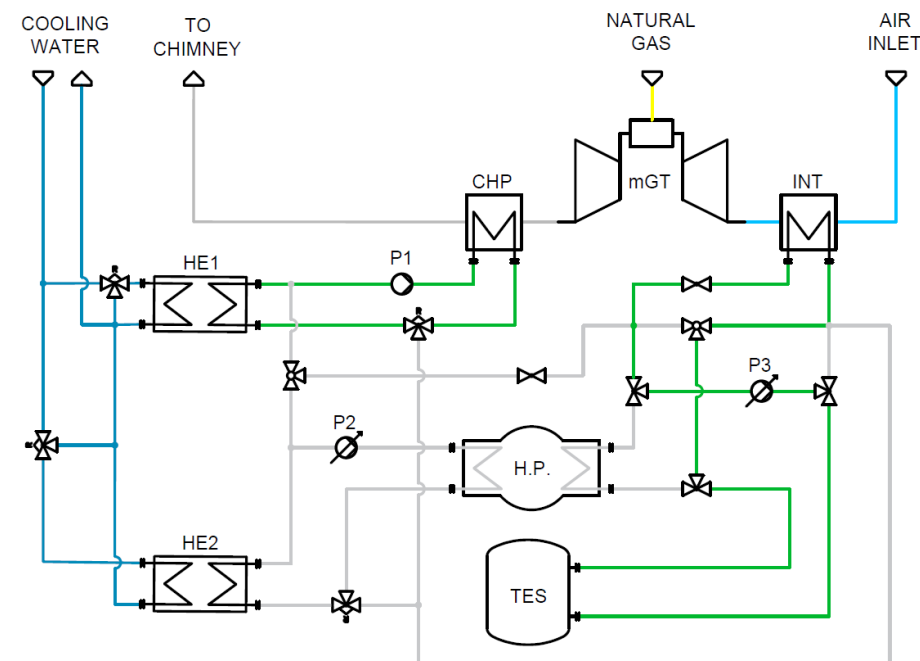 COOLING
WATER
TO
CHIMNEY
NATURAL
GAS
AIR
INLET
CHP
mGT
INT
HE1
P1
P3
P2
H.P.
HE2
TES